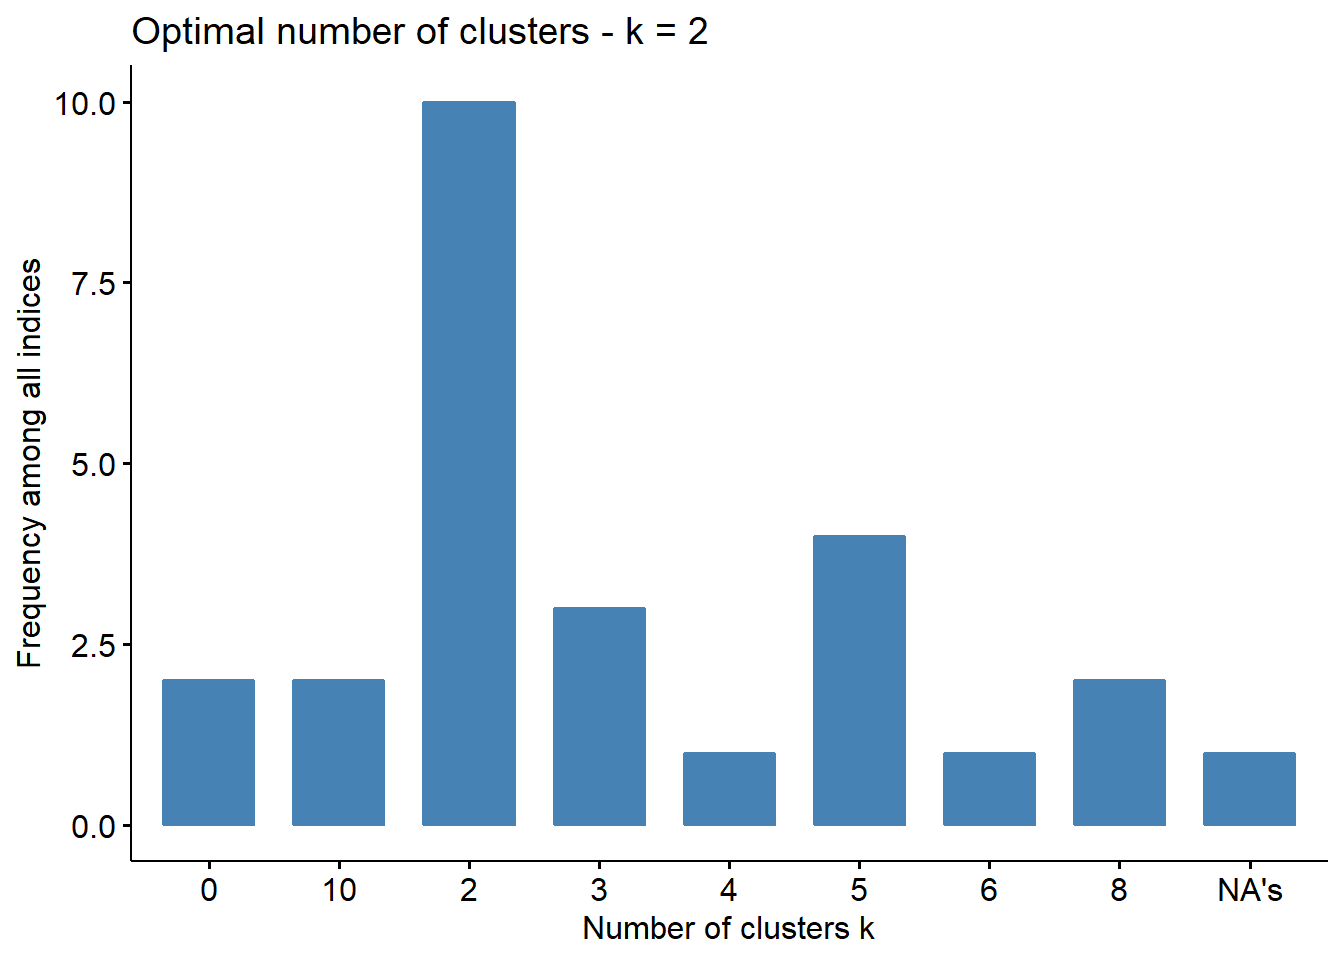 Optimal number of clusters - k = 2
Frequency among all indices
10.0
7.5
5.0
2.5
0.0
0 10 2 3 4 5 6 8 NA's
Number of clusters k